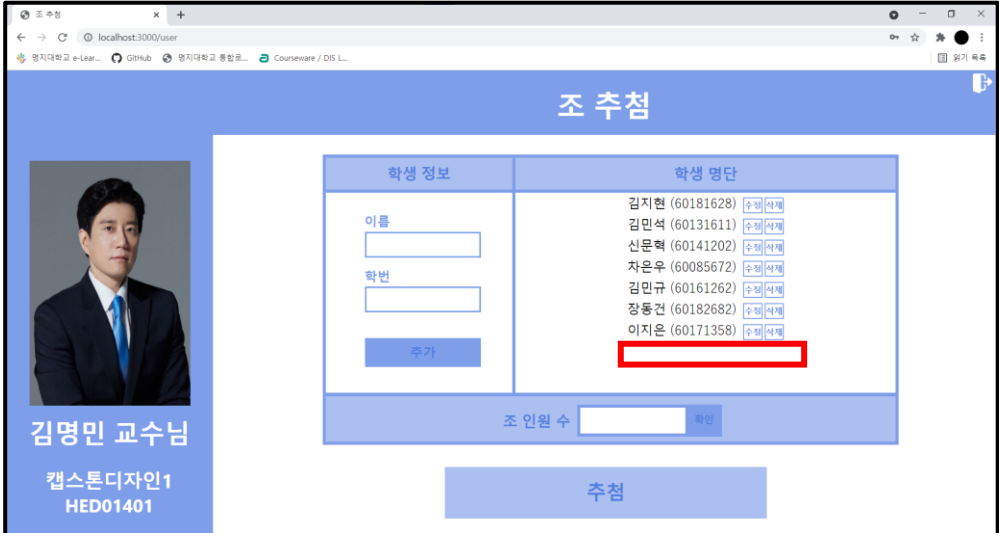 조 추첨
localhost:3000/user
명지대학교 e-Lear... GitHub 명지대학교 통합로... Courseware / DIS L... 읽기 목록
조 추첨
김명민 교수님
캡스톤디자인1
HED01401
학생 정보
이름
학번
추가
학생 명단
김지현 (60181628) 수정 삭제
김민석 (60131611) 수정 삭제
신문혁 (60141202) 수정 삭제
차은우 (60085672) 수정 삭제
김민규 (60161262) 수정 삭제
장동건 (60182682) 수정 삭제
이지은 (60171358) 수정 삭제
조 인원 수 확인
추첨